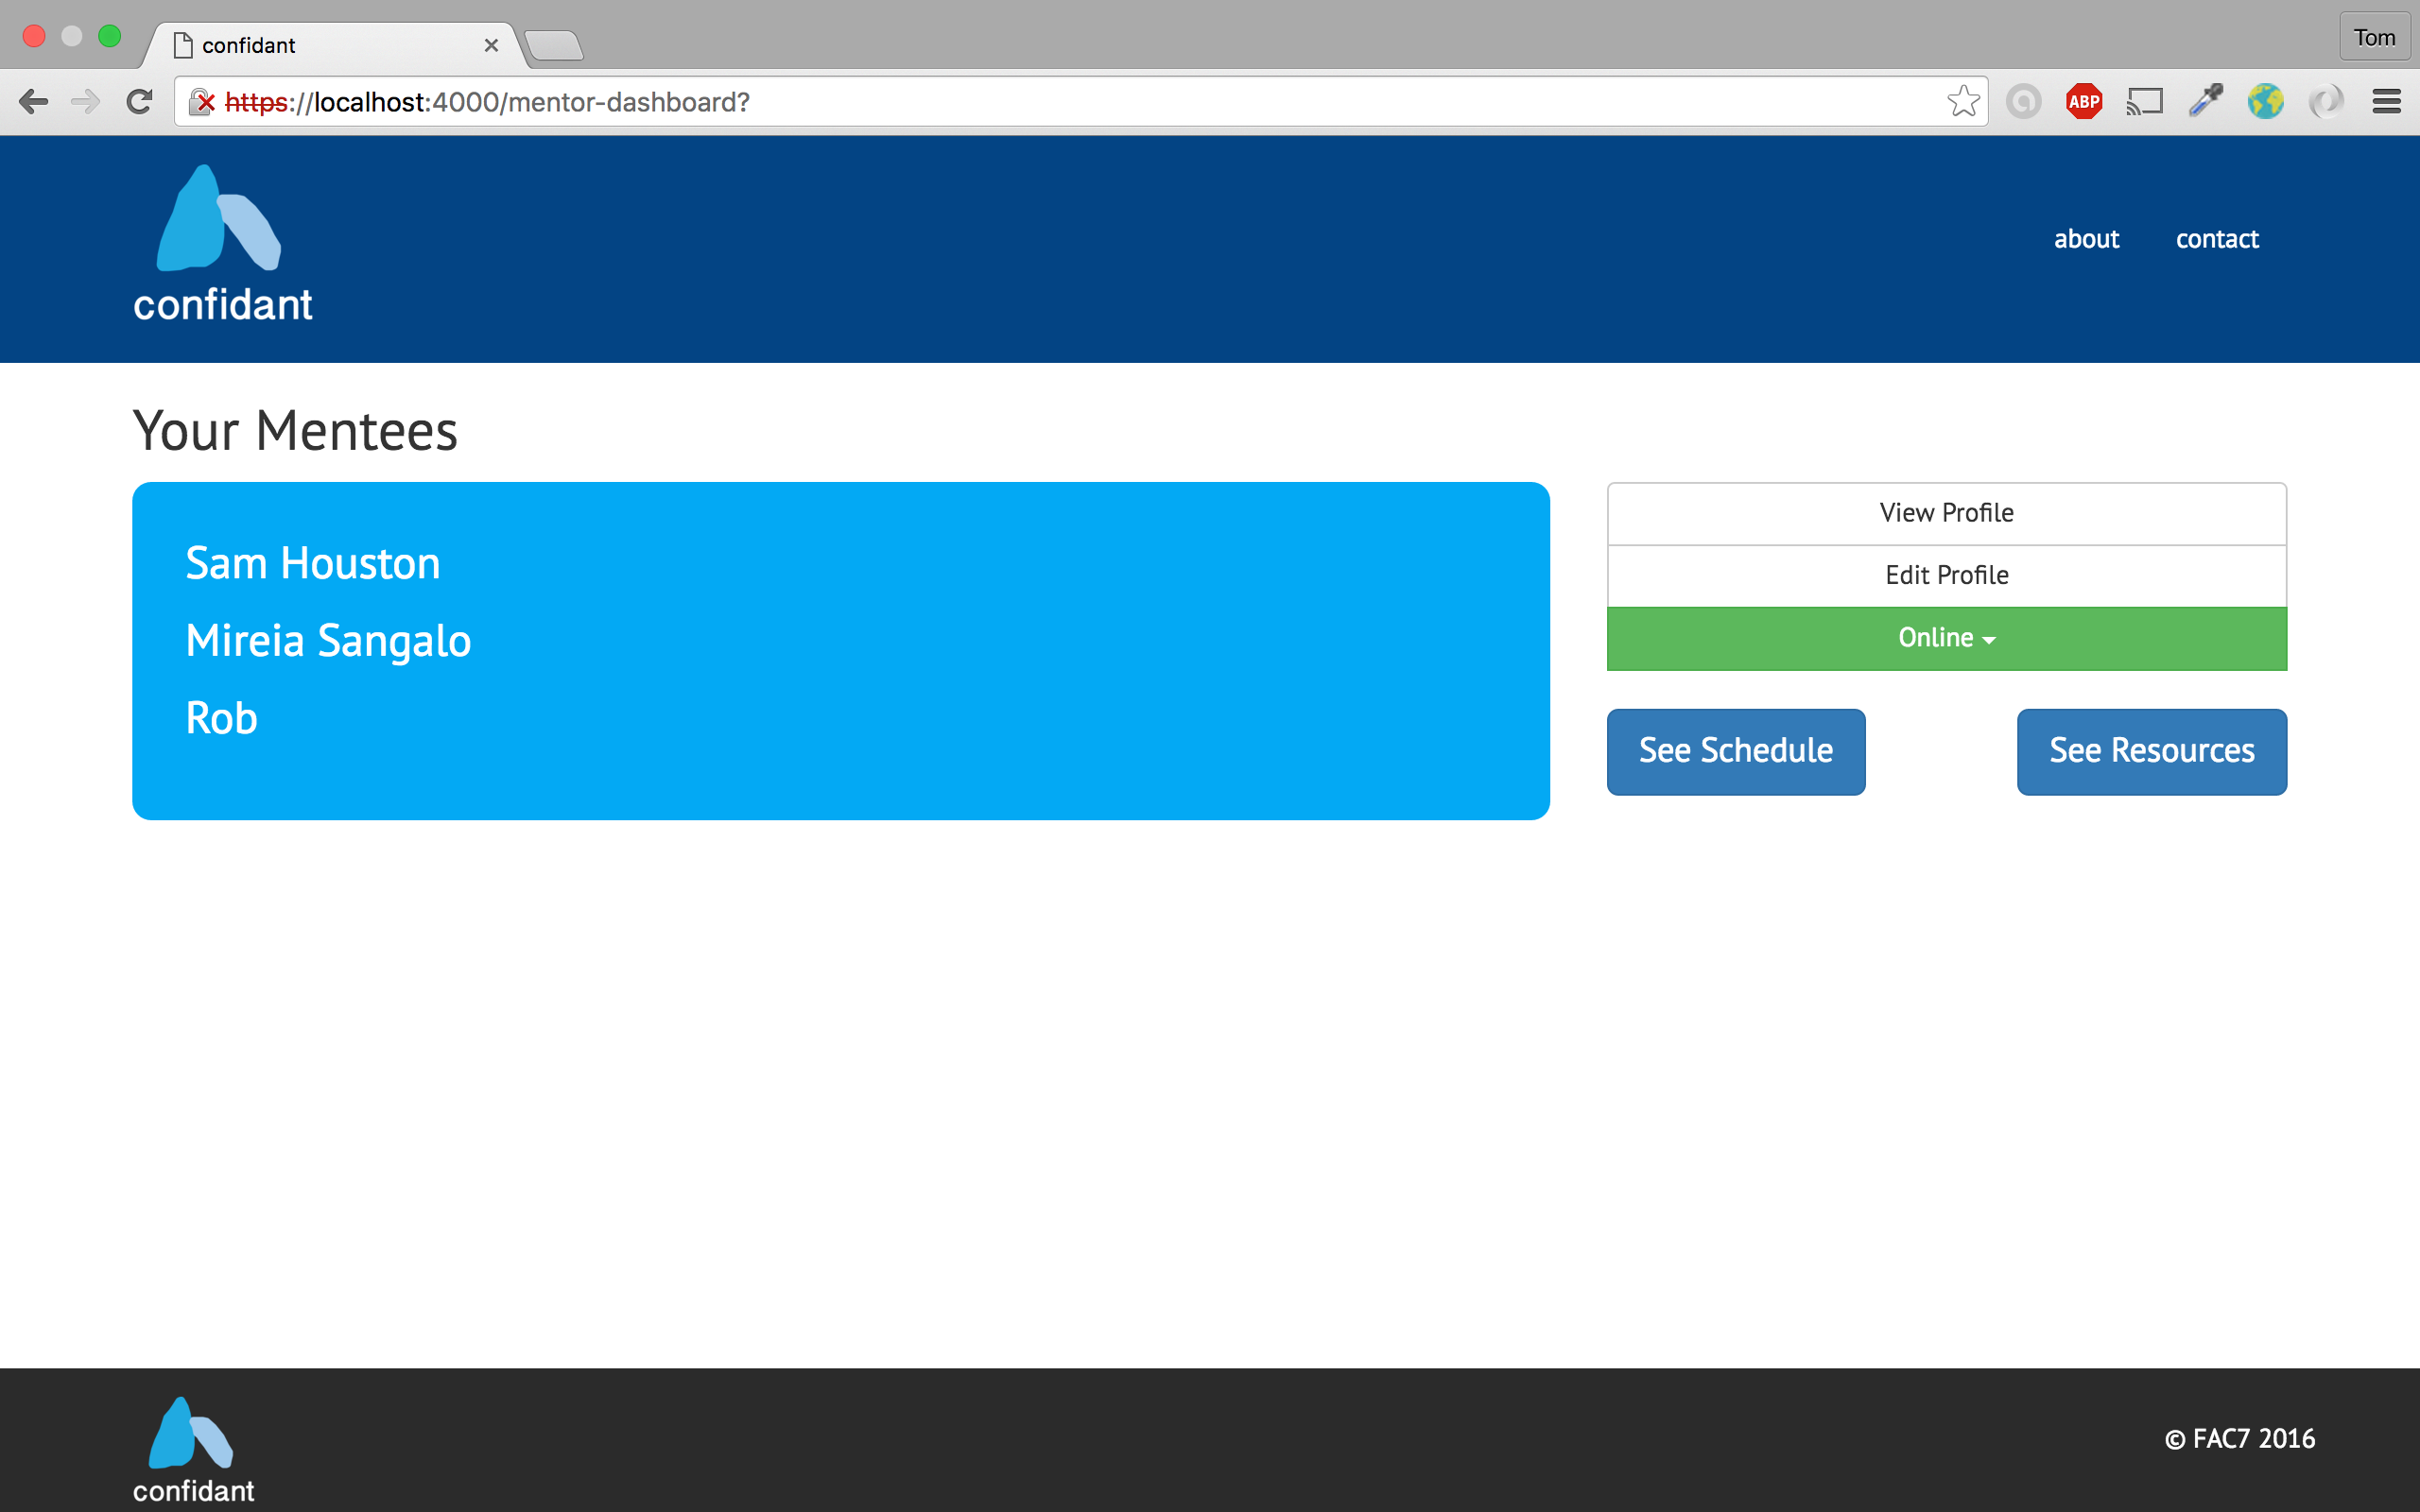 confidant
Tom
https://localhost:4000/mentor-dashboard?
ABP
confidant
about
contact
Your Mentees
Sam Houston
Mireia Sangalo
Rob
View Profile
Edit Profile
Online
See Schedule
See Resources
confidant
© FAC7 2016